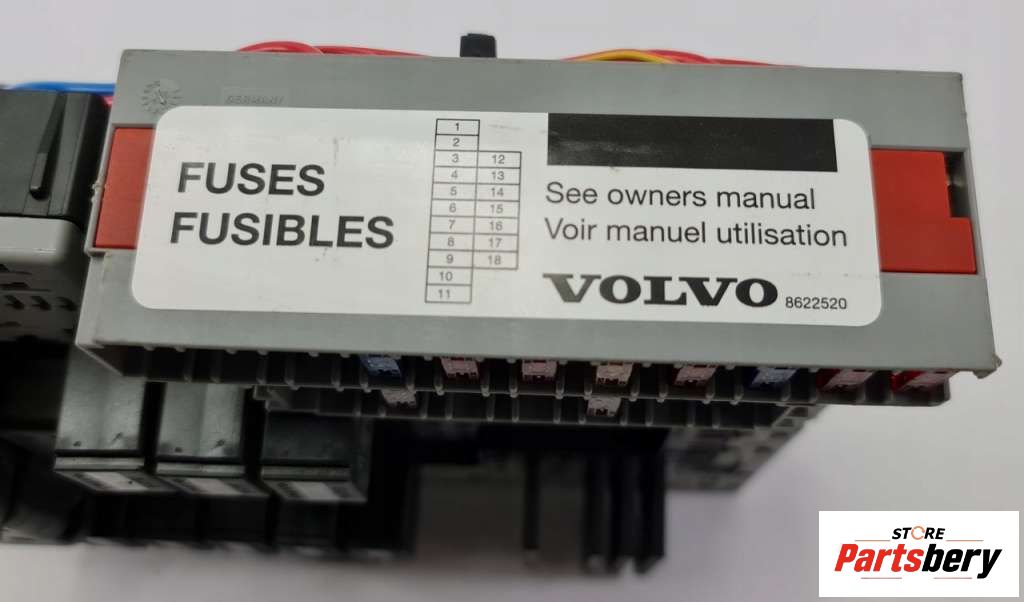 FUSES
FUSIBLES
1
2
3 12
4 13
5 14
6 15
7 16
8 17
9 18
10
11
See owners manual
Voir manuel utilisation
VOLVO 8622520
STORE
Partsbery